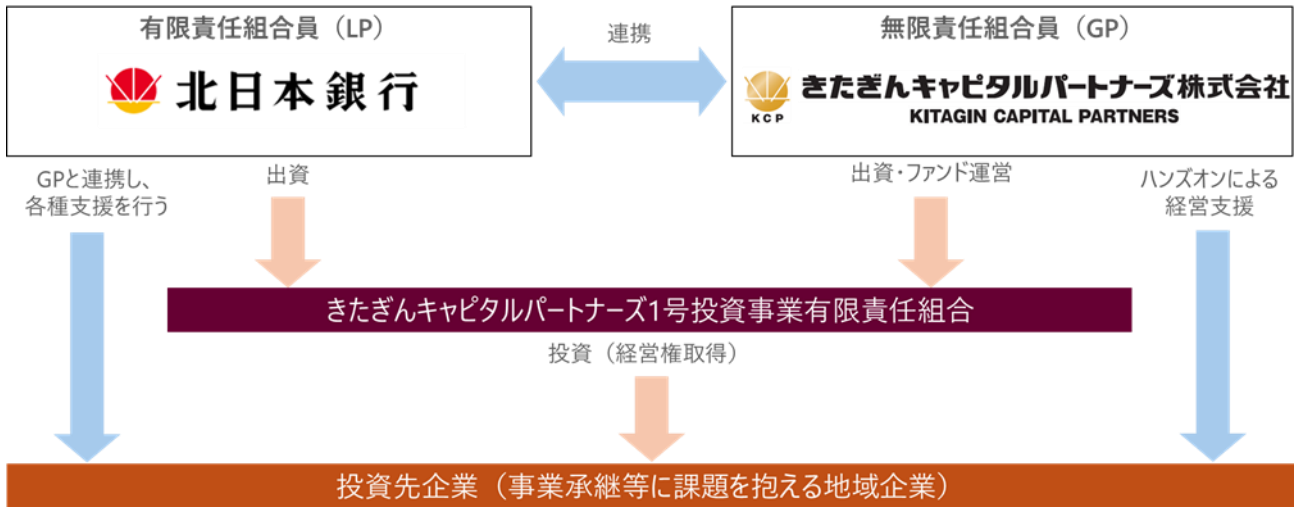 有限責任組合員（LP）
北日本銀行
連携
無限責任組合員（GP）
KCP
きたぎんキャピタルパートナーズ株式会社
KITAGIN CAPITAL PARTNERS
GPと連携し、
各種支援を行う
出資
出資・ファンド運営
ハンズオンによる
経営支援
きたぎんキャピタルパートナーズ1号投資事業有限責任組合
投資（経営権取得）
投資先企業（事業承継等に課題を抱える地域企業）